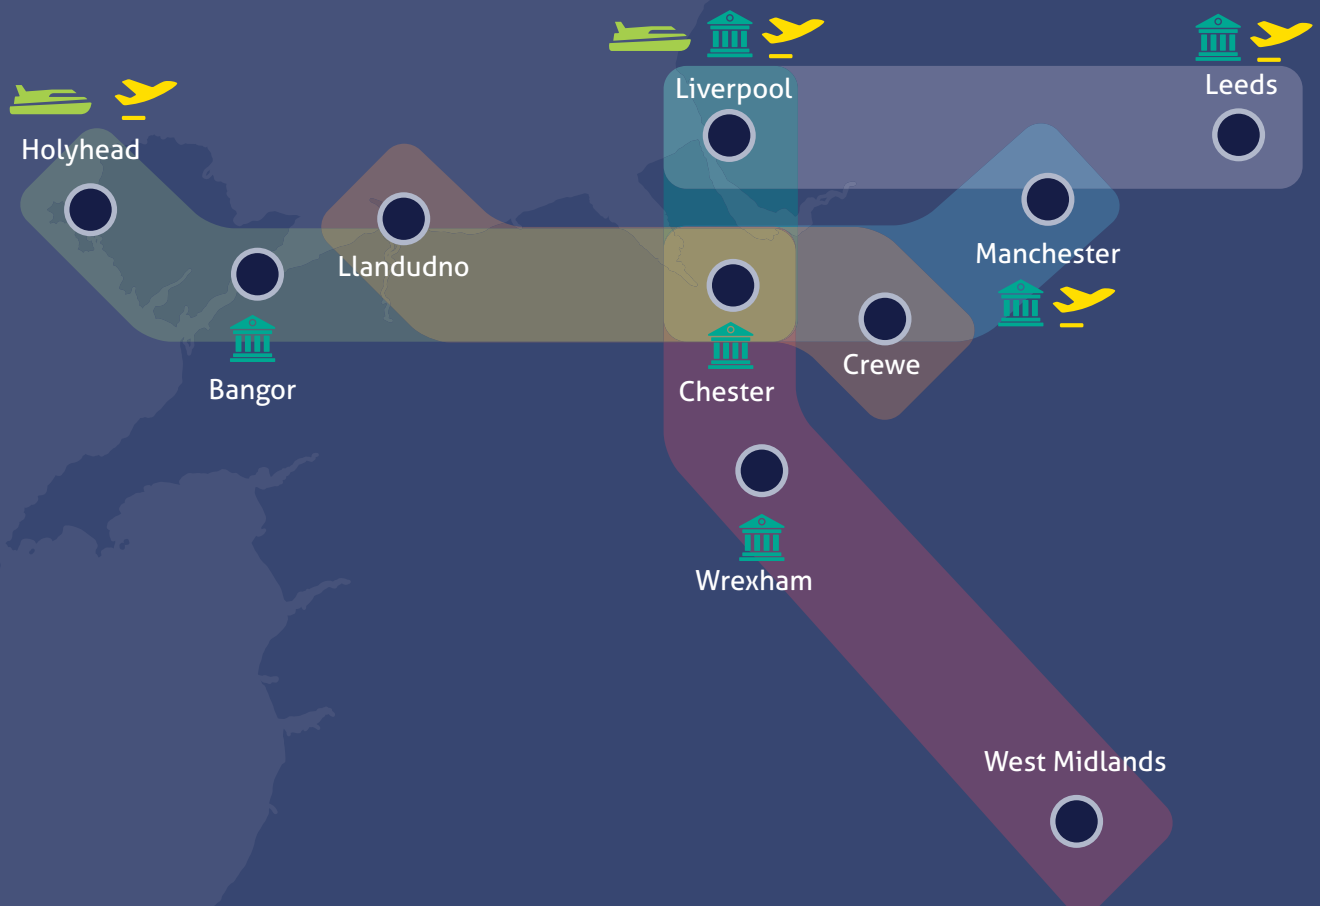 Liverpool
Leeds
Holyhead
Manchester
Llandudno
Crewe
Bangor
Chester
Wrexham
West Midlands